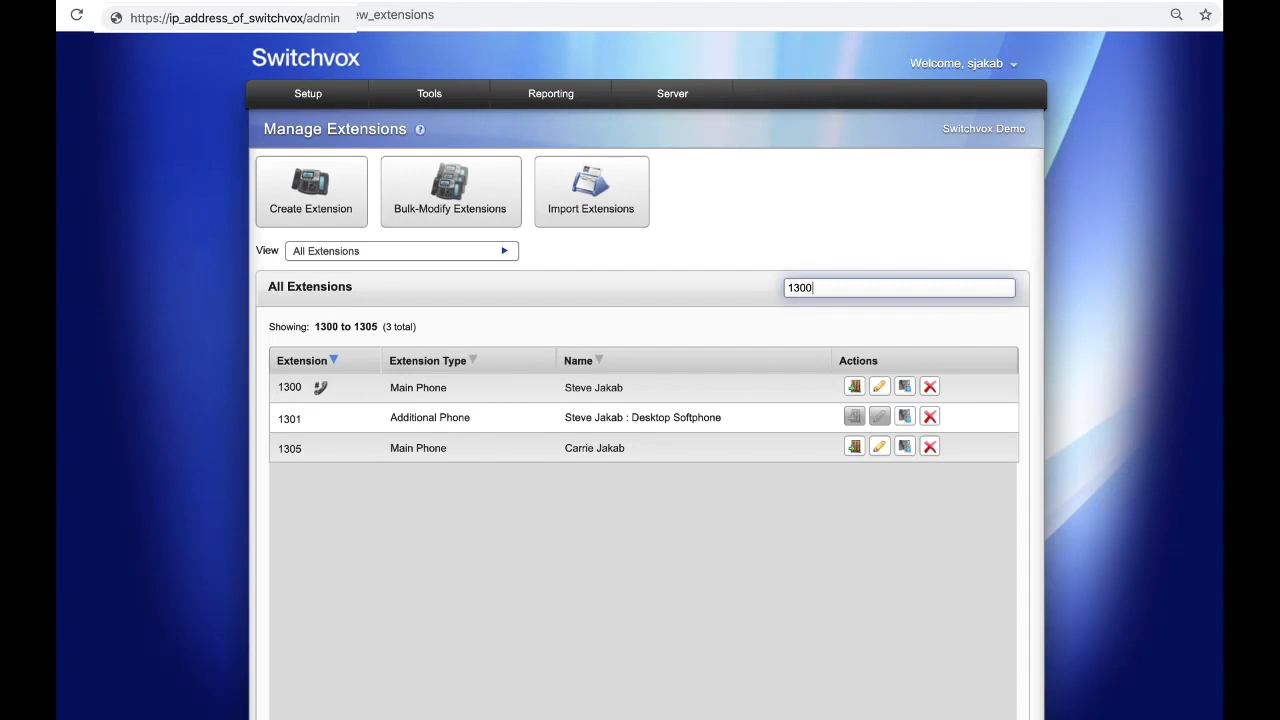 https://ip_address_of_switchvox/admin ew_extensions
Switchvox
Welcome, sjakab
Setup Tools Reporting Server
Manage Extensions ?
Switchvox Demo
Create Extension Bulk-Modify Extensions Import Extensions
View All Extensions
All Extensions 1300
Showing: 1300 to 1305 (3 total)
Extension Extension Type Name Actions
1300 Main Phone Steve Jakab
1301 Additional Phone Steve Jakab : Desktop Softphone
1305 Main Phone Carrie Jakab